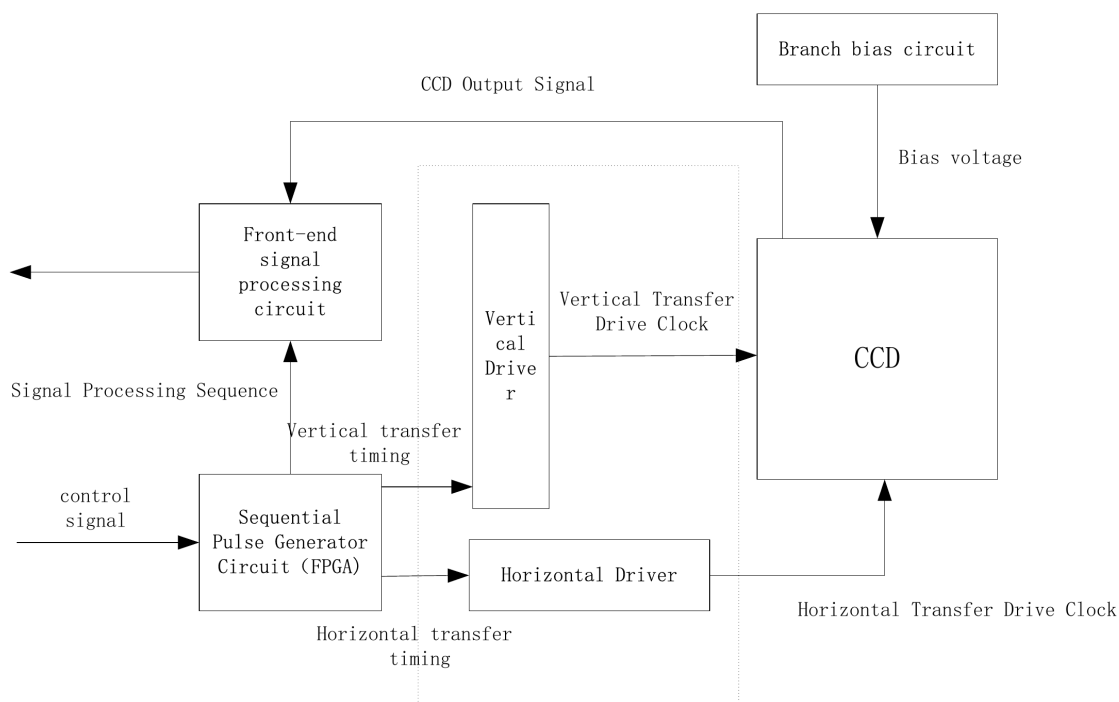 Branch bias circuit
CCD Output Signal
Bias voltage
Front-end
signal
processing
circuit
Verti
cal
Drive
r
Vertical Transfer
Drive Clock
CCD
Signal Processing Sequence
Vertical transfer
timing
control
signal
Sequential
Pulse Generator
Circuit (FPGA)
Horizontal Driver
Horizontal Transfer Drive Clock
Horizontal transfer
timing